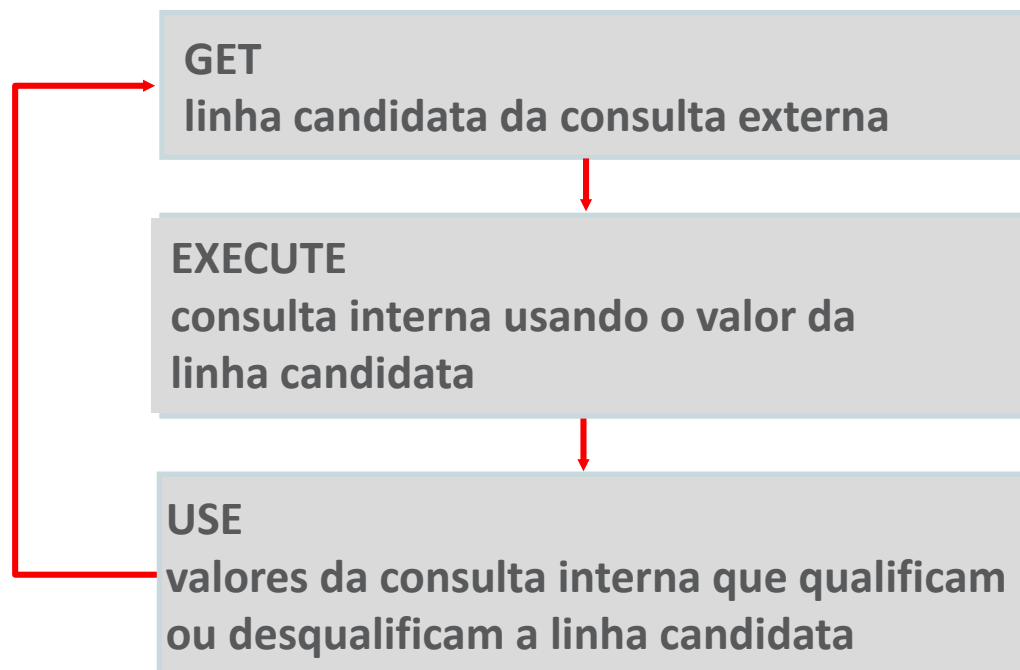 GET
linha candidata da consulta externa
EXECUTE
consulta interna usando o valor da
linha candidata
USE
valores da consulta interna que qualificam
ou desqualificam a linha candidata